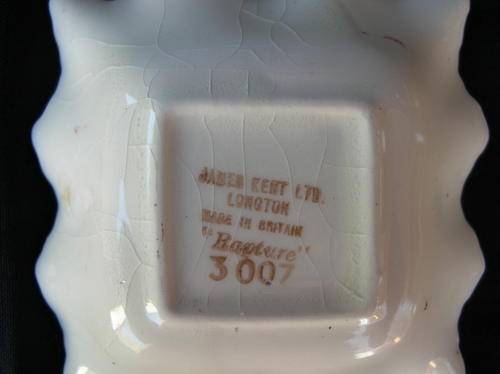 JAMES KENT LTD.
LONGTON
MADE IN BRITAIN
"Rapture"
3007